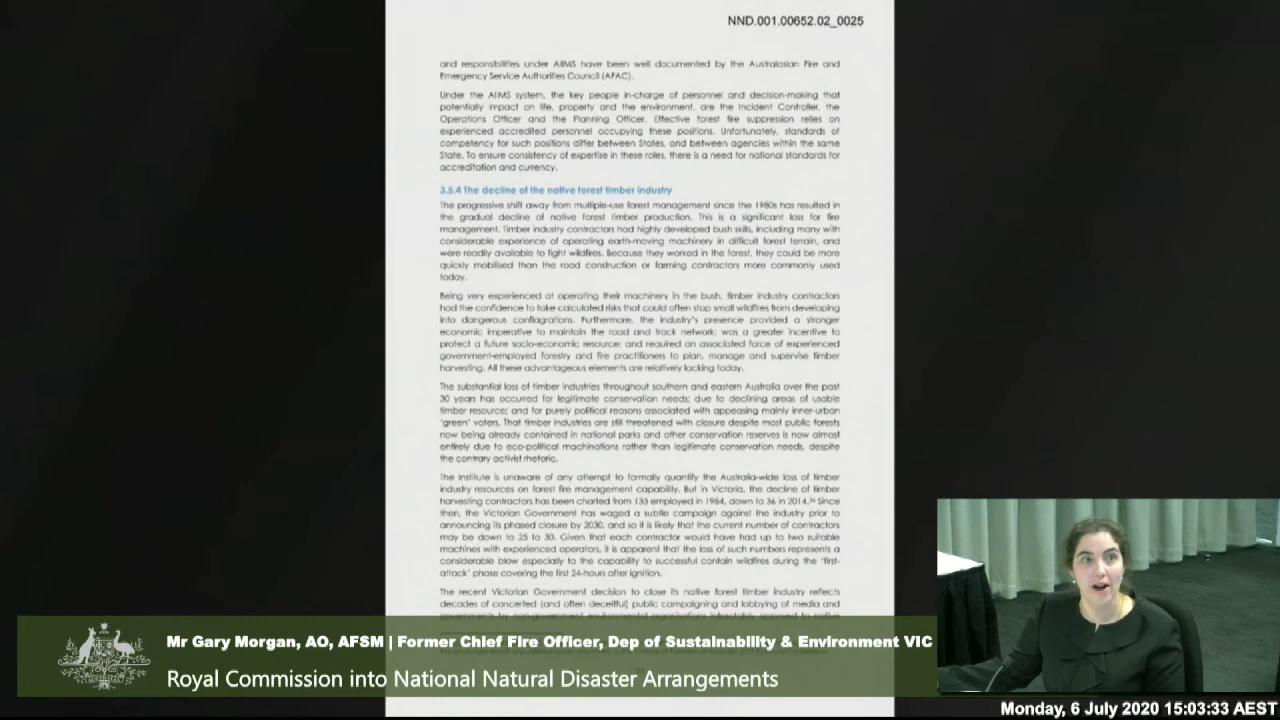 NND.001.00652.02_0025
and responsibilities under AIIMS have been well documented by the Australasian Fire and
Emergency Service Authorities Council (AFAC).
Under the AIIMS system, the key people in-charge of personnel and decision-making that
potentially impact on life, property and the environment, are the Incident Controller, the
Operations Officer and the Planning Officer. Effective forest fire suppression relies on
experienced accredited personnel occupying these positions. Unfortunately, standards of
competency for such positions differ between States, and between agencies within the same
State. To ensure consistency of expertise in these roles, there is a need for national standards for
accreditation and currency.
3.5.4 The decline of the native forest timber industry
The progressive shift away from multiple-use forest management since the 1980s has resulted in
the gradual decline of native forest timber production. This is a significant loss for fire
management. Timber industry contractors had highly developed bush skills, including many with
considerable experience of operating earth-moving machinery in difficult forest terrain, and
were readily available to fight wildfires. Because they worked in the forest, they could be more
quickly mobilised than the road construction or farming contractors more commonly used
today.
Being very experienced at operating their machinery in the bush, timber industry contractors
had the confidence to take calculated risks that could often stop small wildfires from developing
into dangerous conflagrations. Furthermore, the industry's presence provided a stronger
economic imperative to maintain the road and track network; was a greater incentive to
protect a future socio-economic resource; and required an associated force of experienced
government-employed forestry and fire practitioners to plan, manage and supervise timber
harvesting. All these advantageous elements are relatively lacking today.
The substantial loss of timber industries throughout southern and eastern Australia over the past
30 years has occurred for legitimate conservation needs; due to declining areas of usable
timber resource; and for purely political reasons associated with appeasing mainly inner-urban
'green' voters. That timber industries are still threatened with closure despite most public forests
now being already contained in national parks and other conservation reserves is now almost
entirely due to eco-political machinations rather than legitimate conservation needs, despite
the contrary activist rhetoric.
The Institute is unaware of any attempt to formally quantify the Australia-wide loss of timber
industry resources on forest fire management capability. But in Victoria, the decline of timber
harvesting contractors has been charted from 133 employed in 1984, down to 36 in 2014. Since
then, the Victorian Government has waged a subtle campaign against the industry prior to
announcing its phased closure by 2030, and so it is likely that the current number of contractors
may be down to 25 to 30. Given that each contractor would have had up to two suitable
machines with experienced operators, it is apparent that the loss of such numbers represents a
considerable blow especially to the capability to successful contain wildfires during the 'first-
attack' phase covering the first 24-hours after ignition.
The recent Victorian Government decision to close its native forest timber industry reflects
decades of concerted (and often deceitful) public campaigning and lobbying of media and
governments by non-government environmental organisations intractably opposed to native
Mr Gary Morgan, AO, AFSM | Former Chief Fire Officer, Dep of Sustainability & Environment VIC
Royal Commission into National Natural Disaster Arrangements
Monday, 6 July 2020 15:03:33 AEST